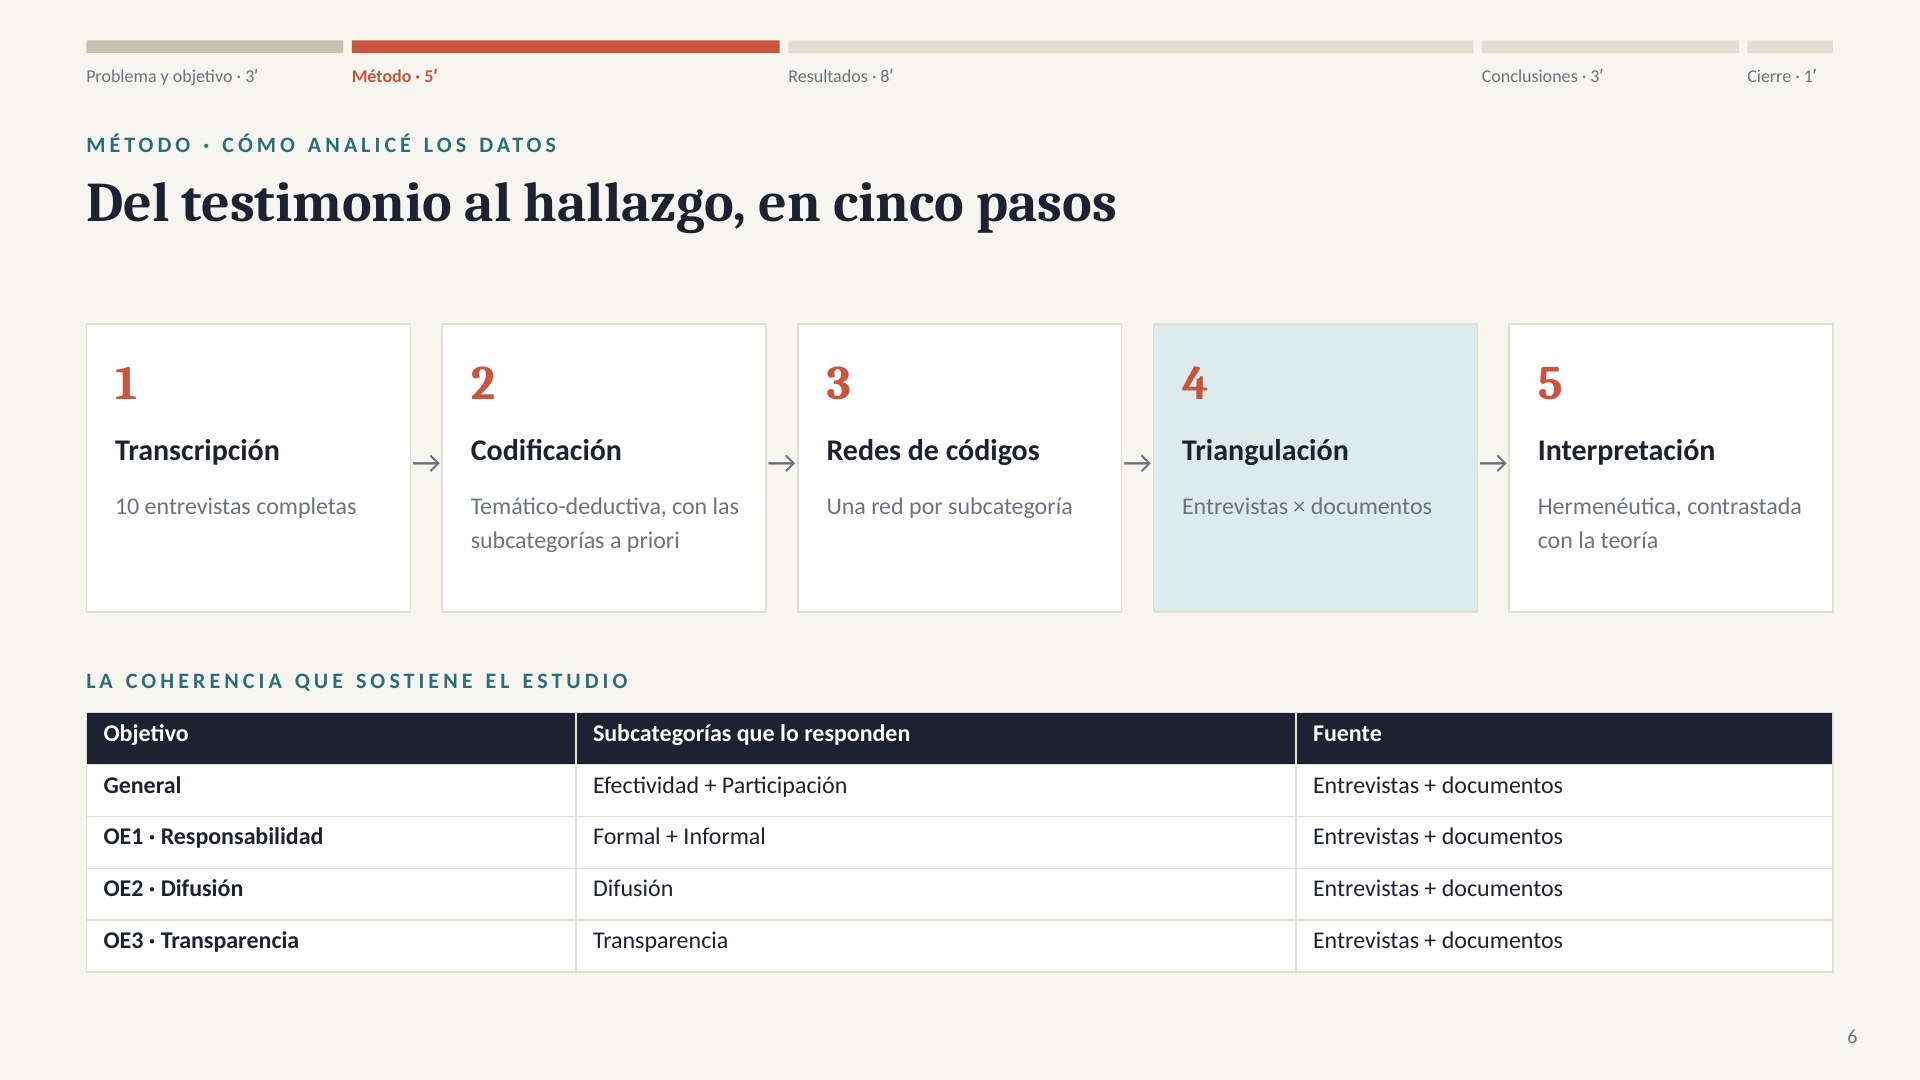 Problema y objetivo · 3′
Método · 5′
Resultados · 8′
Conclusiones · 3′
Cierre · 1′
MÉTODO · CÓMO ANALICÉ LOS DATOS
Del testimonio al hallazgo, en cinco pasos
1
Transcripción
10 entrevistas completas
→
2
Codificación
Temático-deductiva, con las
subcategorías a priori
→
3
Redes de códigos
Una red por subcategoría
→
4
Triangulación
Entrevistas × documentos
→
5
Interpretación
Hermenéutica, contrastada
con la teoría
LA COHERENCIA QUE SOSTIENE EL ESTUDIO
Objetivo Subcategorías que lo responden Fuente
General Efectividad + Participación Entrevistas + documentos
OE1 · Responsabilidad Formal + Informal Entrevistas + documentos
OE2 · Difusión Difusión Entrevistas + documentos
OE3 · Transparencia Transparencia Entrevistas + documentos
6